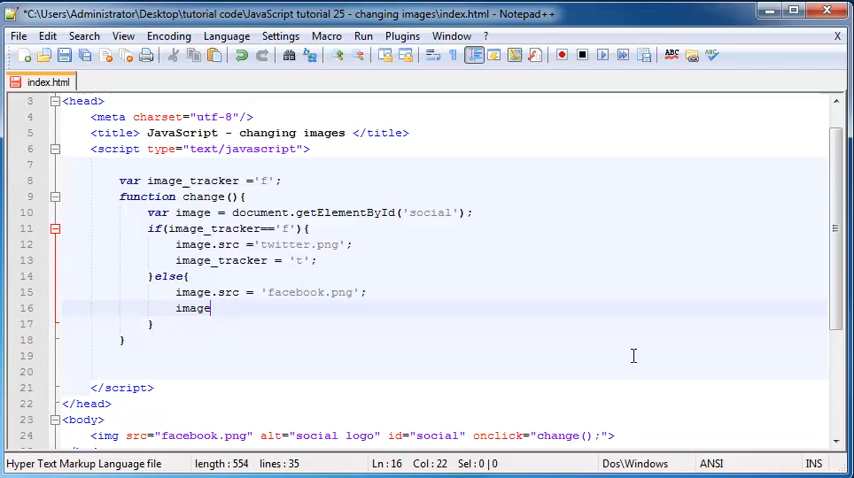 *C:\Users\Administrator\Desktop\tutorial code\JavaScript tutorial 25 - changing images\index.html - Notepad++
File Edit Search View Encoding Language Settings Macro Run Plugins Window ? X
index.html
3 <head>
4 <meta charset="utf-8"/>
5 <title> JavaScript - changing images </title>
6 <script type="text/javascript">
7
8 var image_tracker ='f';
9 function change(){
10 var image = document.getElementById('social');
11 if(image_tracker=='f'){
12 image.src ='twitter.png';
13 image_tracker = 't';
14 }else{
15 image.src = 'facebook.png';
16 image
17 }
18 }
19
20
21 </script>
22 </head>
23 <body>
24 <img src="facebook.png" alt="social logo" id="social" onclick="change();">
Hyper Text Markup Language file length : 554 lines : 35 Ln : 16 Col : 22 Sel : 0 | 0 Dos\Windows ANSI INS